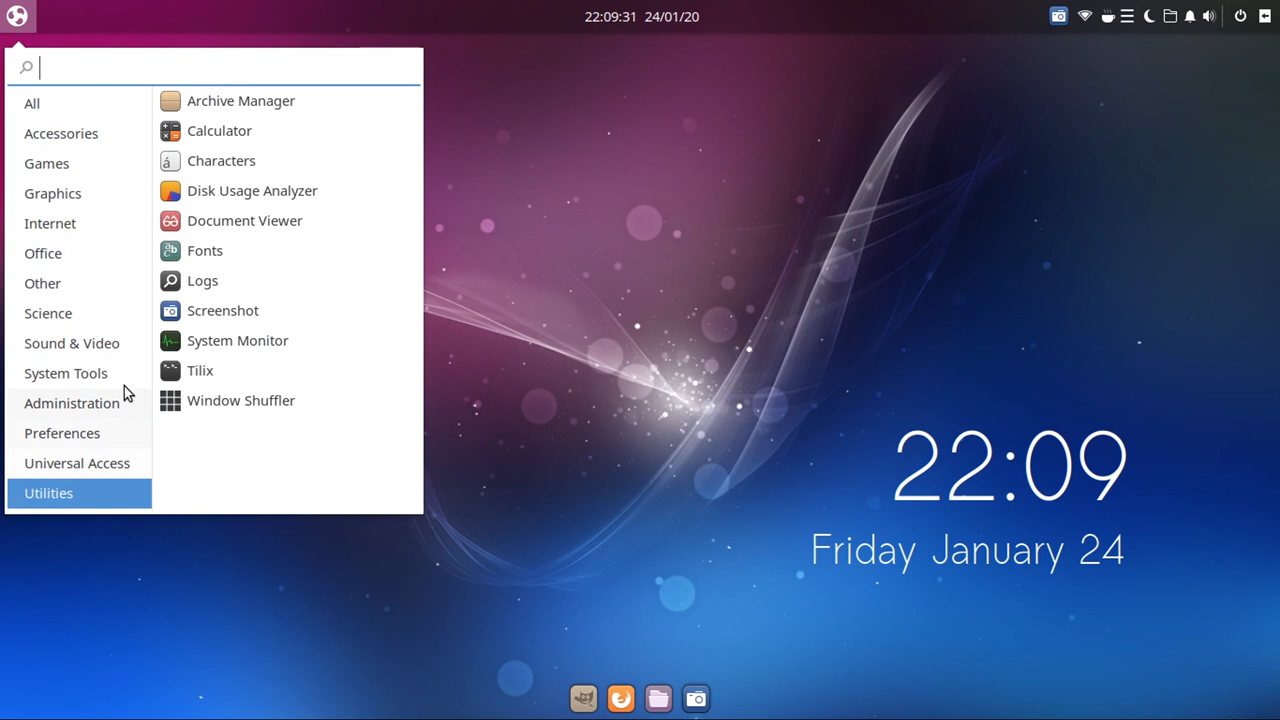 22:09:31 24/01/20
All
Accessories
Games
Graphics
Internet
Office
Other
Science
Sound & Video
System Tools
Administration
Preferences
Universal Access
Utilities
Archive Manager
Calculator
Characters
Disk Usage Analyzer
Document Viewer
Fonts
Logs
Screenshot
System Monitor
Tilix
Window Shuffler
22:09
Friday January 24